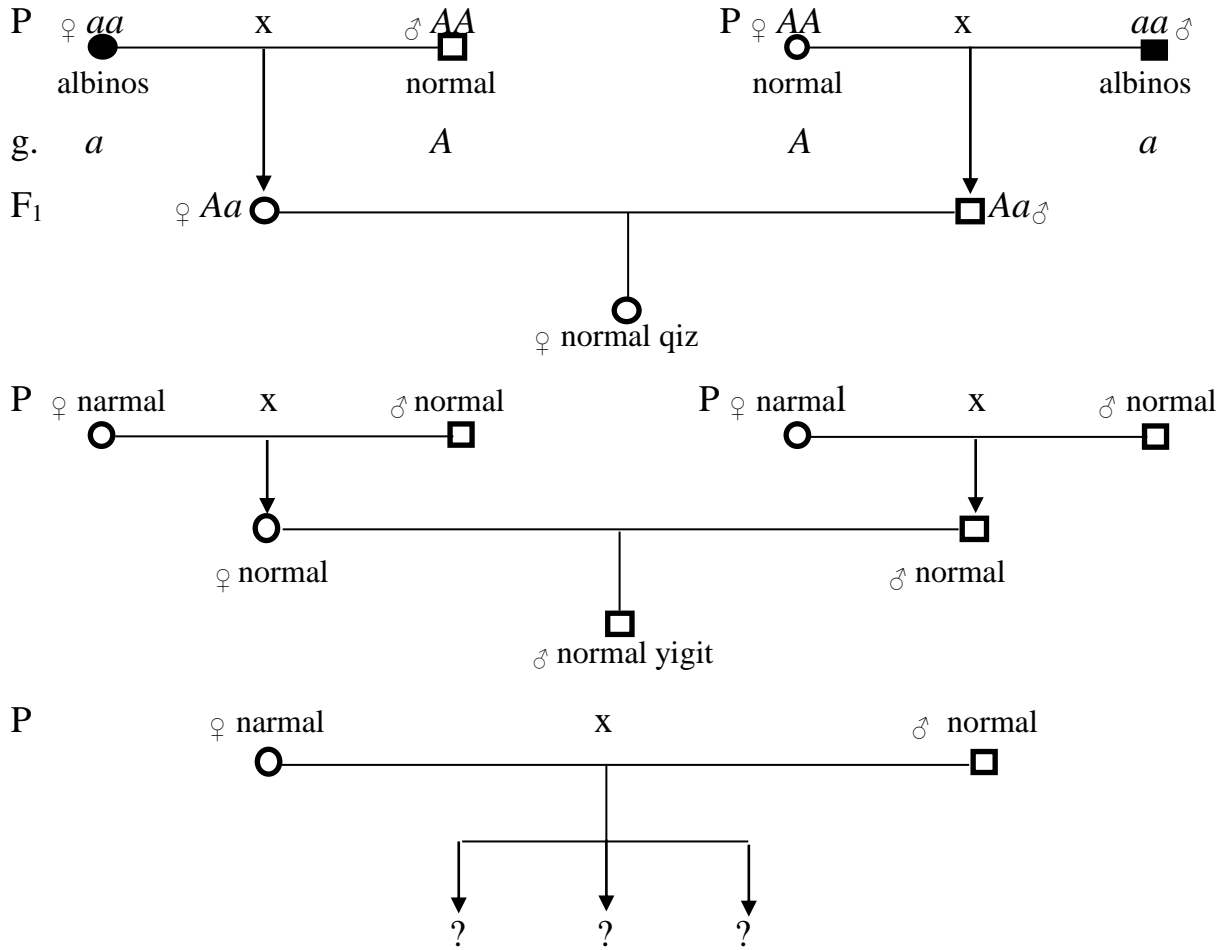 P ♀ aa x ♂ AA P ♀ AA x aa ♂
albinos normal normal albinos
g. a A A a
F₁ ♀ Aa Aa♂
♀ normal qiz
P ♀ narmal x ♂ normal P ♀ narmal x ♂ normal
♀ normal ♂ normal
♂ normal yigit
P ♀ narmal x ♂ normal
? ? ?